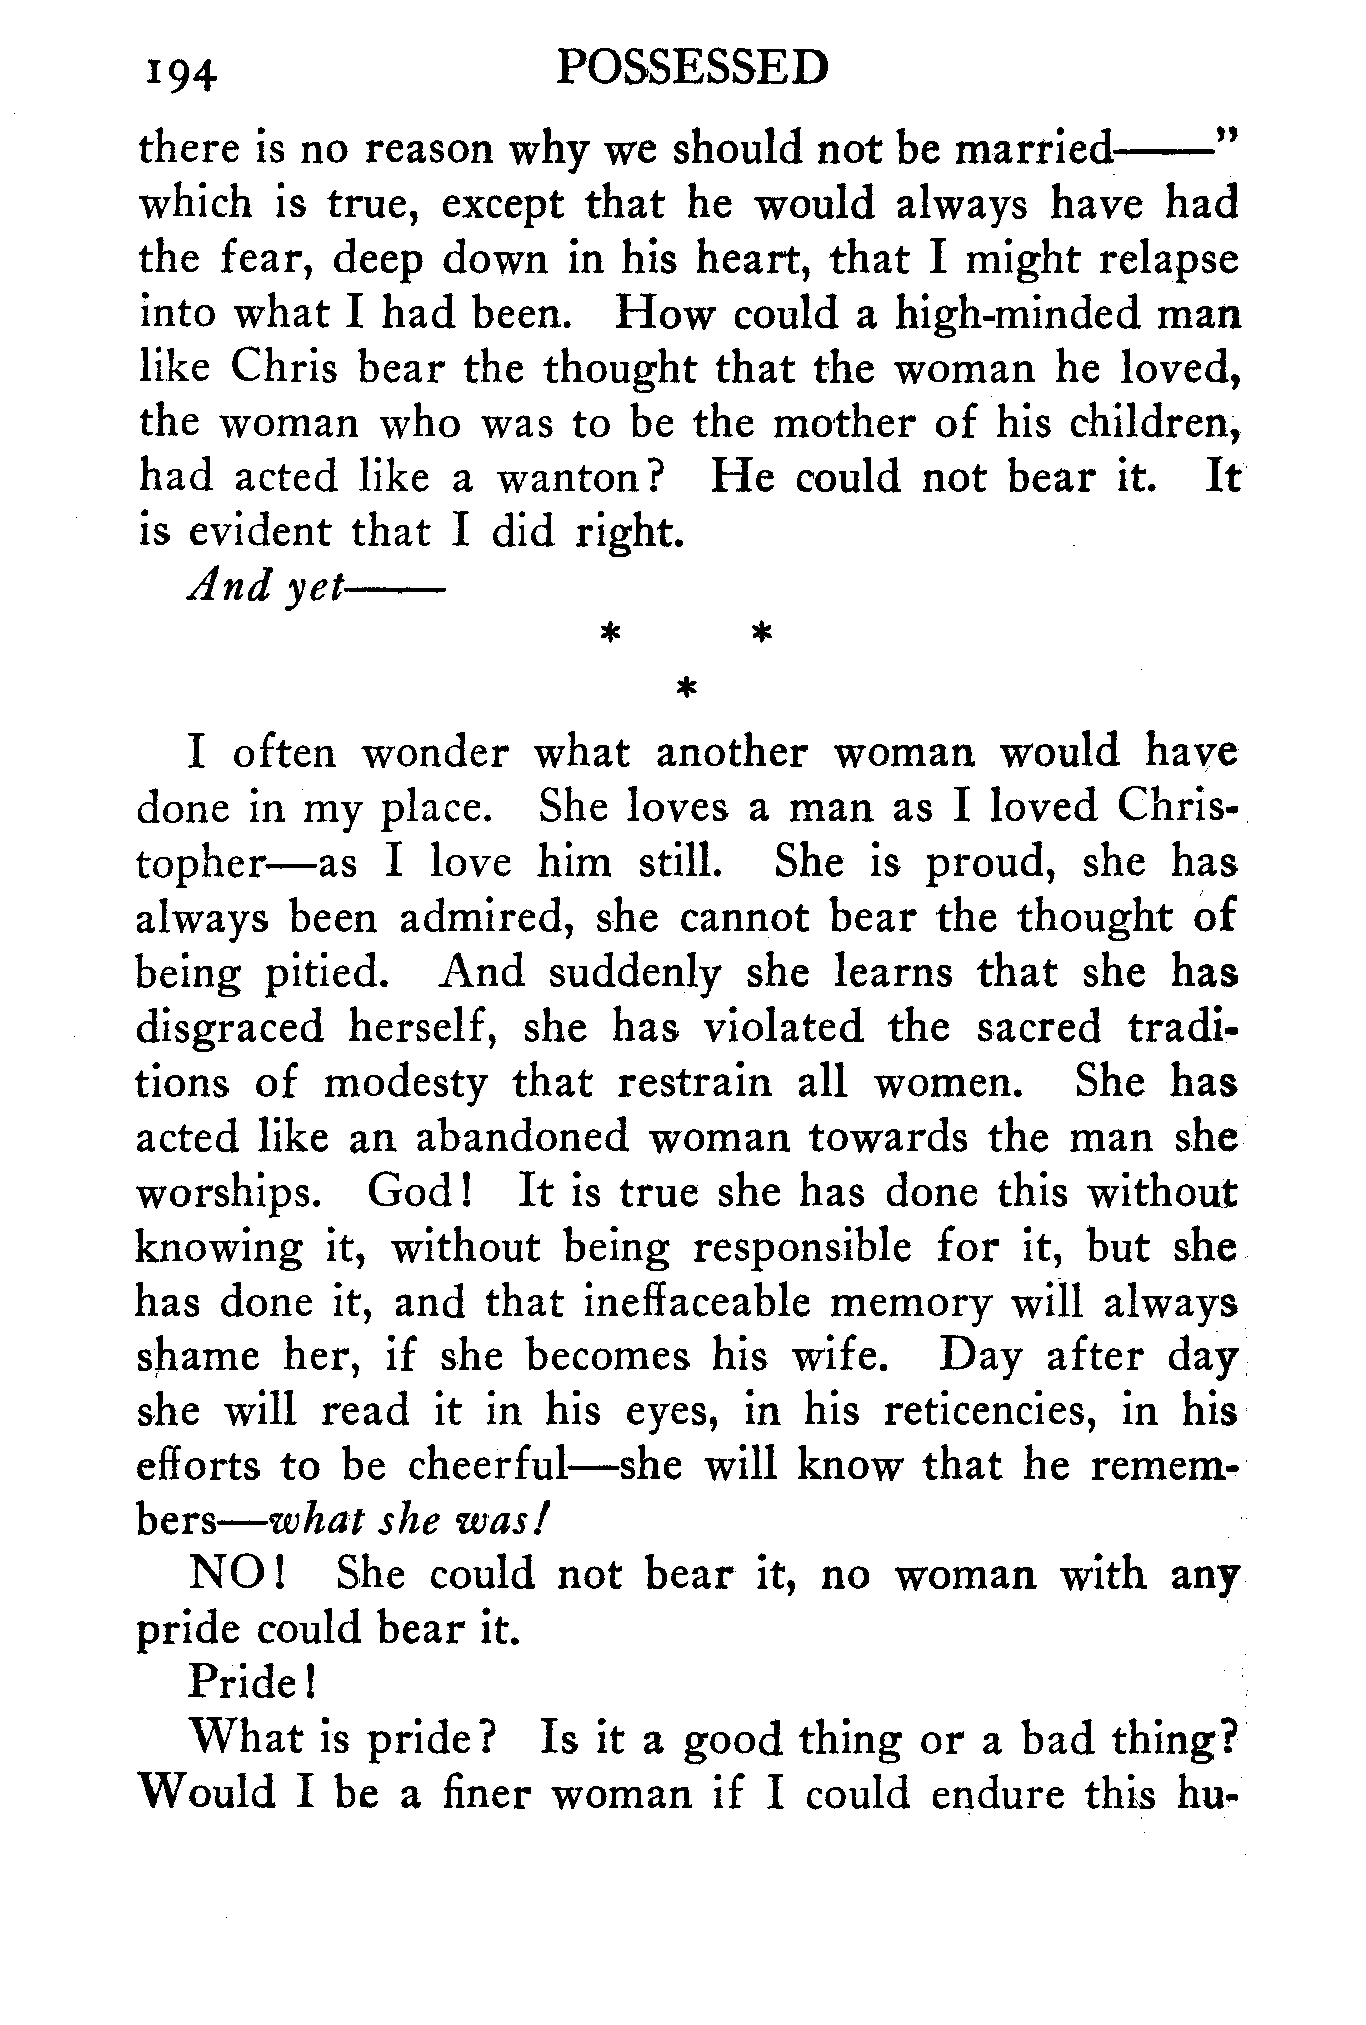 194 POSSESSED
there is no reason why we should not be married——”
which is true, except that he would always have had
the fear, deep down in his heart, that I might relapse
into what I had been. How could a high-minded man
like Chris bear the thought that the woman he loved,
the woman who was to be the mother of his children,
had acted like a wanton? He could not bear it. It
is evident that I did right.
And yet——
* *
*
I often wonder what another woman would have
done in my place. She loves a man as I loved Chris-
topher—as I love him still. She is proud, she has
always been admired, she cannot bear the thought of
being pitied. And suddenly she learns that she has
disgraced herself, she has violated the sacred tradi-
tions of modesty that restrain all women. She has
acted like an abandoned woman towards the man she
worships. God! It is true she has done this without
knowing it, without being responsible for it, but she
has done it, and that ineffaceable memory will always
shame her, if she becomes his wife. Day after day
she will read it in his eyes, in his reticencies, in his
efforts to be cheerful—she will know that he remem-
bers—what she was!
NO! She could not bear it, no woman with any
pride could bear it.
Pride!
What is pride? Is it a good thing or a bad thing?
Would I be a finer woman if I could endure this hu-